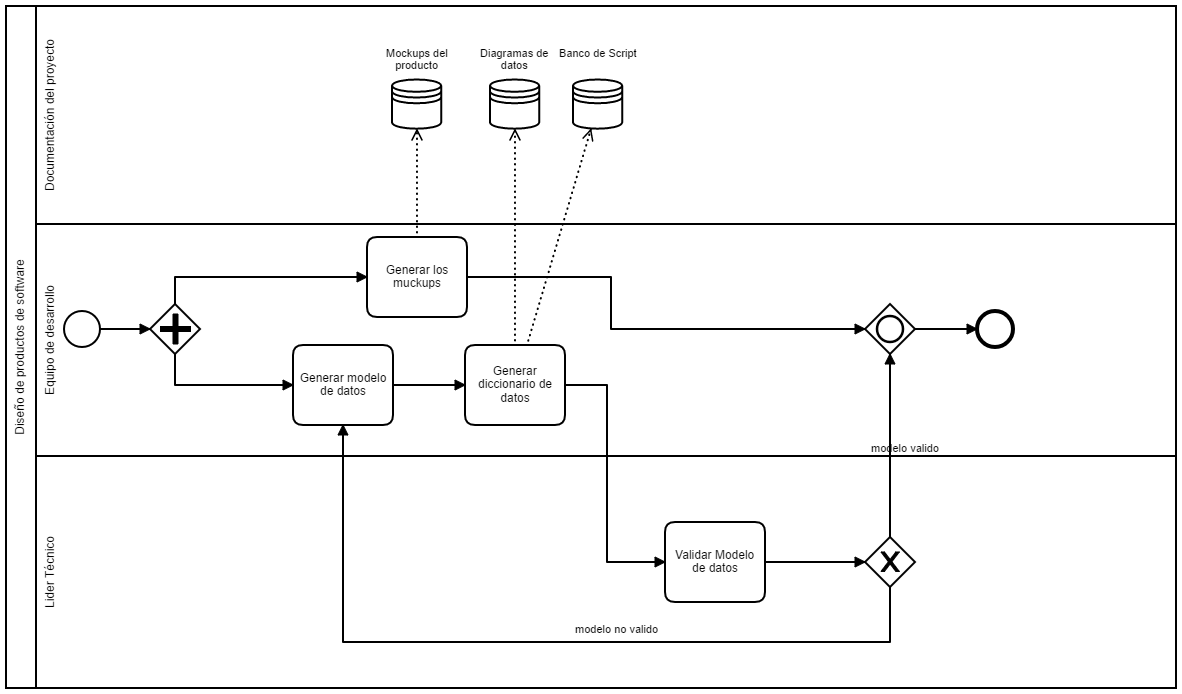 Diseño de productos de software
Documentación del proyecto
Mockups del
producto
Diagramas de
datos
Banco de Script
Equipo de desarrollo
Generar los
muckups
Generar modelo
de datos
Generar
diccionario de
datos
modelo valido
Lider Técnico
Validar Modelo
de datos
X
modelo no valido